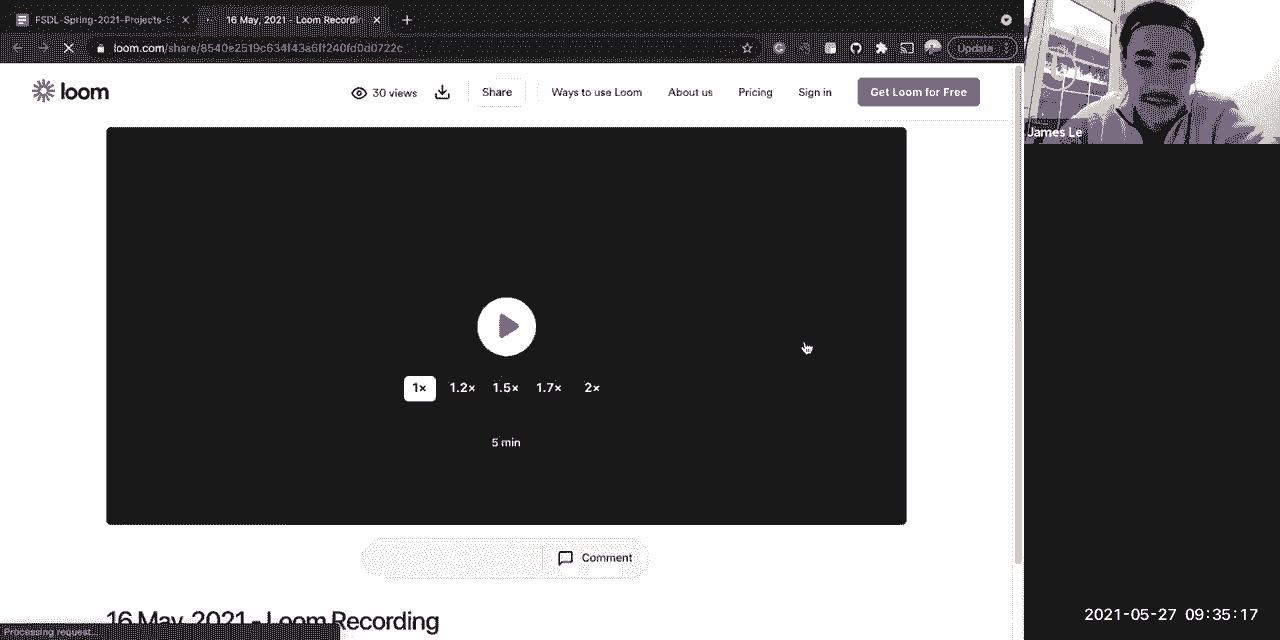 FSDL-Spring-2021-Projects-
16 May, 2021 - Loom Recordin
loom.com/share/
Update
loom
30 views
Share
Ways to use Loom
About us
Pricing
Sign in
Get Loom for Free
James Le
1×
1.2×
1.5×
1.7×
2×
5 min
Comment
16 May, 2021 - Loom Recording
Processing request...
2021-05-27 09:35:17